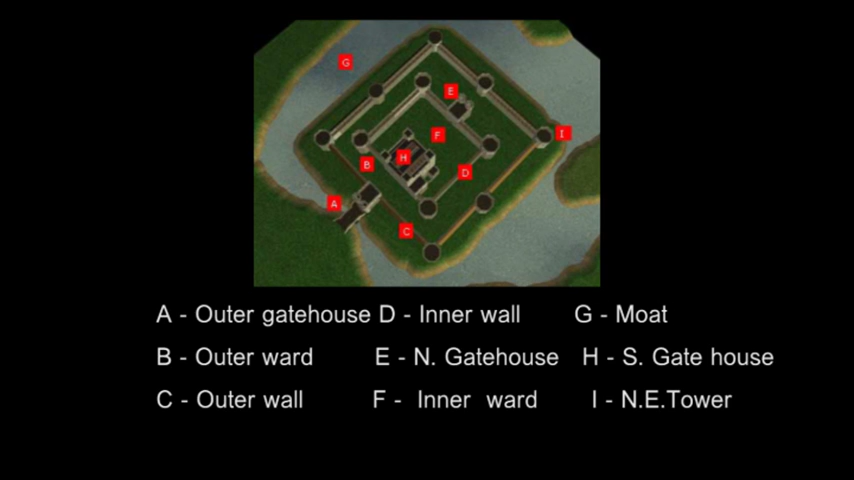 G
E
I
F
H
B
D
A
C
A - Outer gatehouse D - Inner wall G - Moat
B - Outer ward E - N. Gatehouse H - S. Gate house
C - Outer wall F - Inner ward I - N.E.Tower